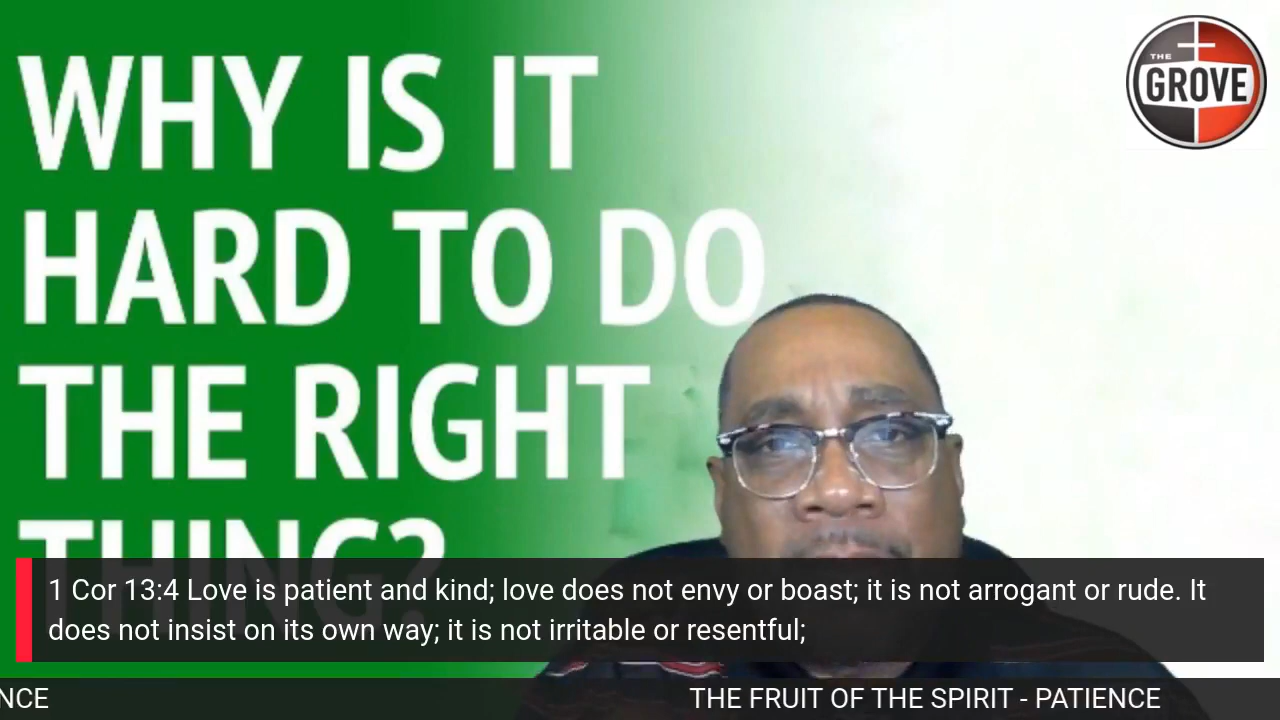 WHY IS IT
HARD TO DO
THE RIGHT
THING?
THE
GROVE
1 Cor 13:4 Love is patient and kind; love does not envy or boast; it is not arrogant or rude. It
does not insist on its own way; it is not irritable or resentful;
NCE
THE FRUIT OF THE SPIRIT - PATIENCE